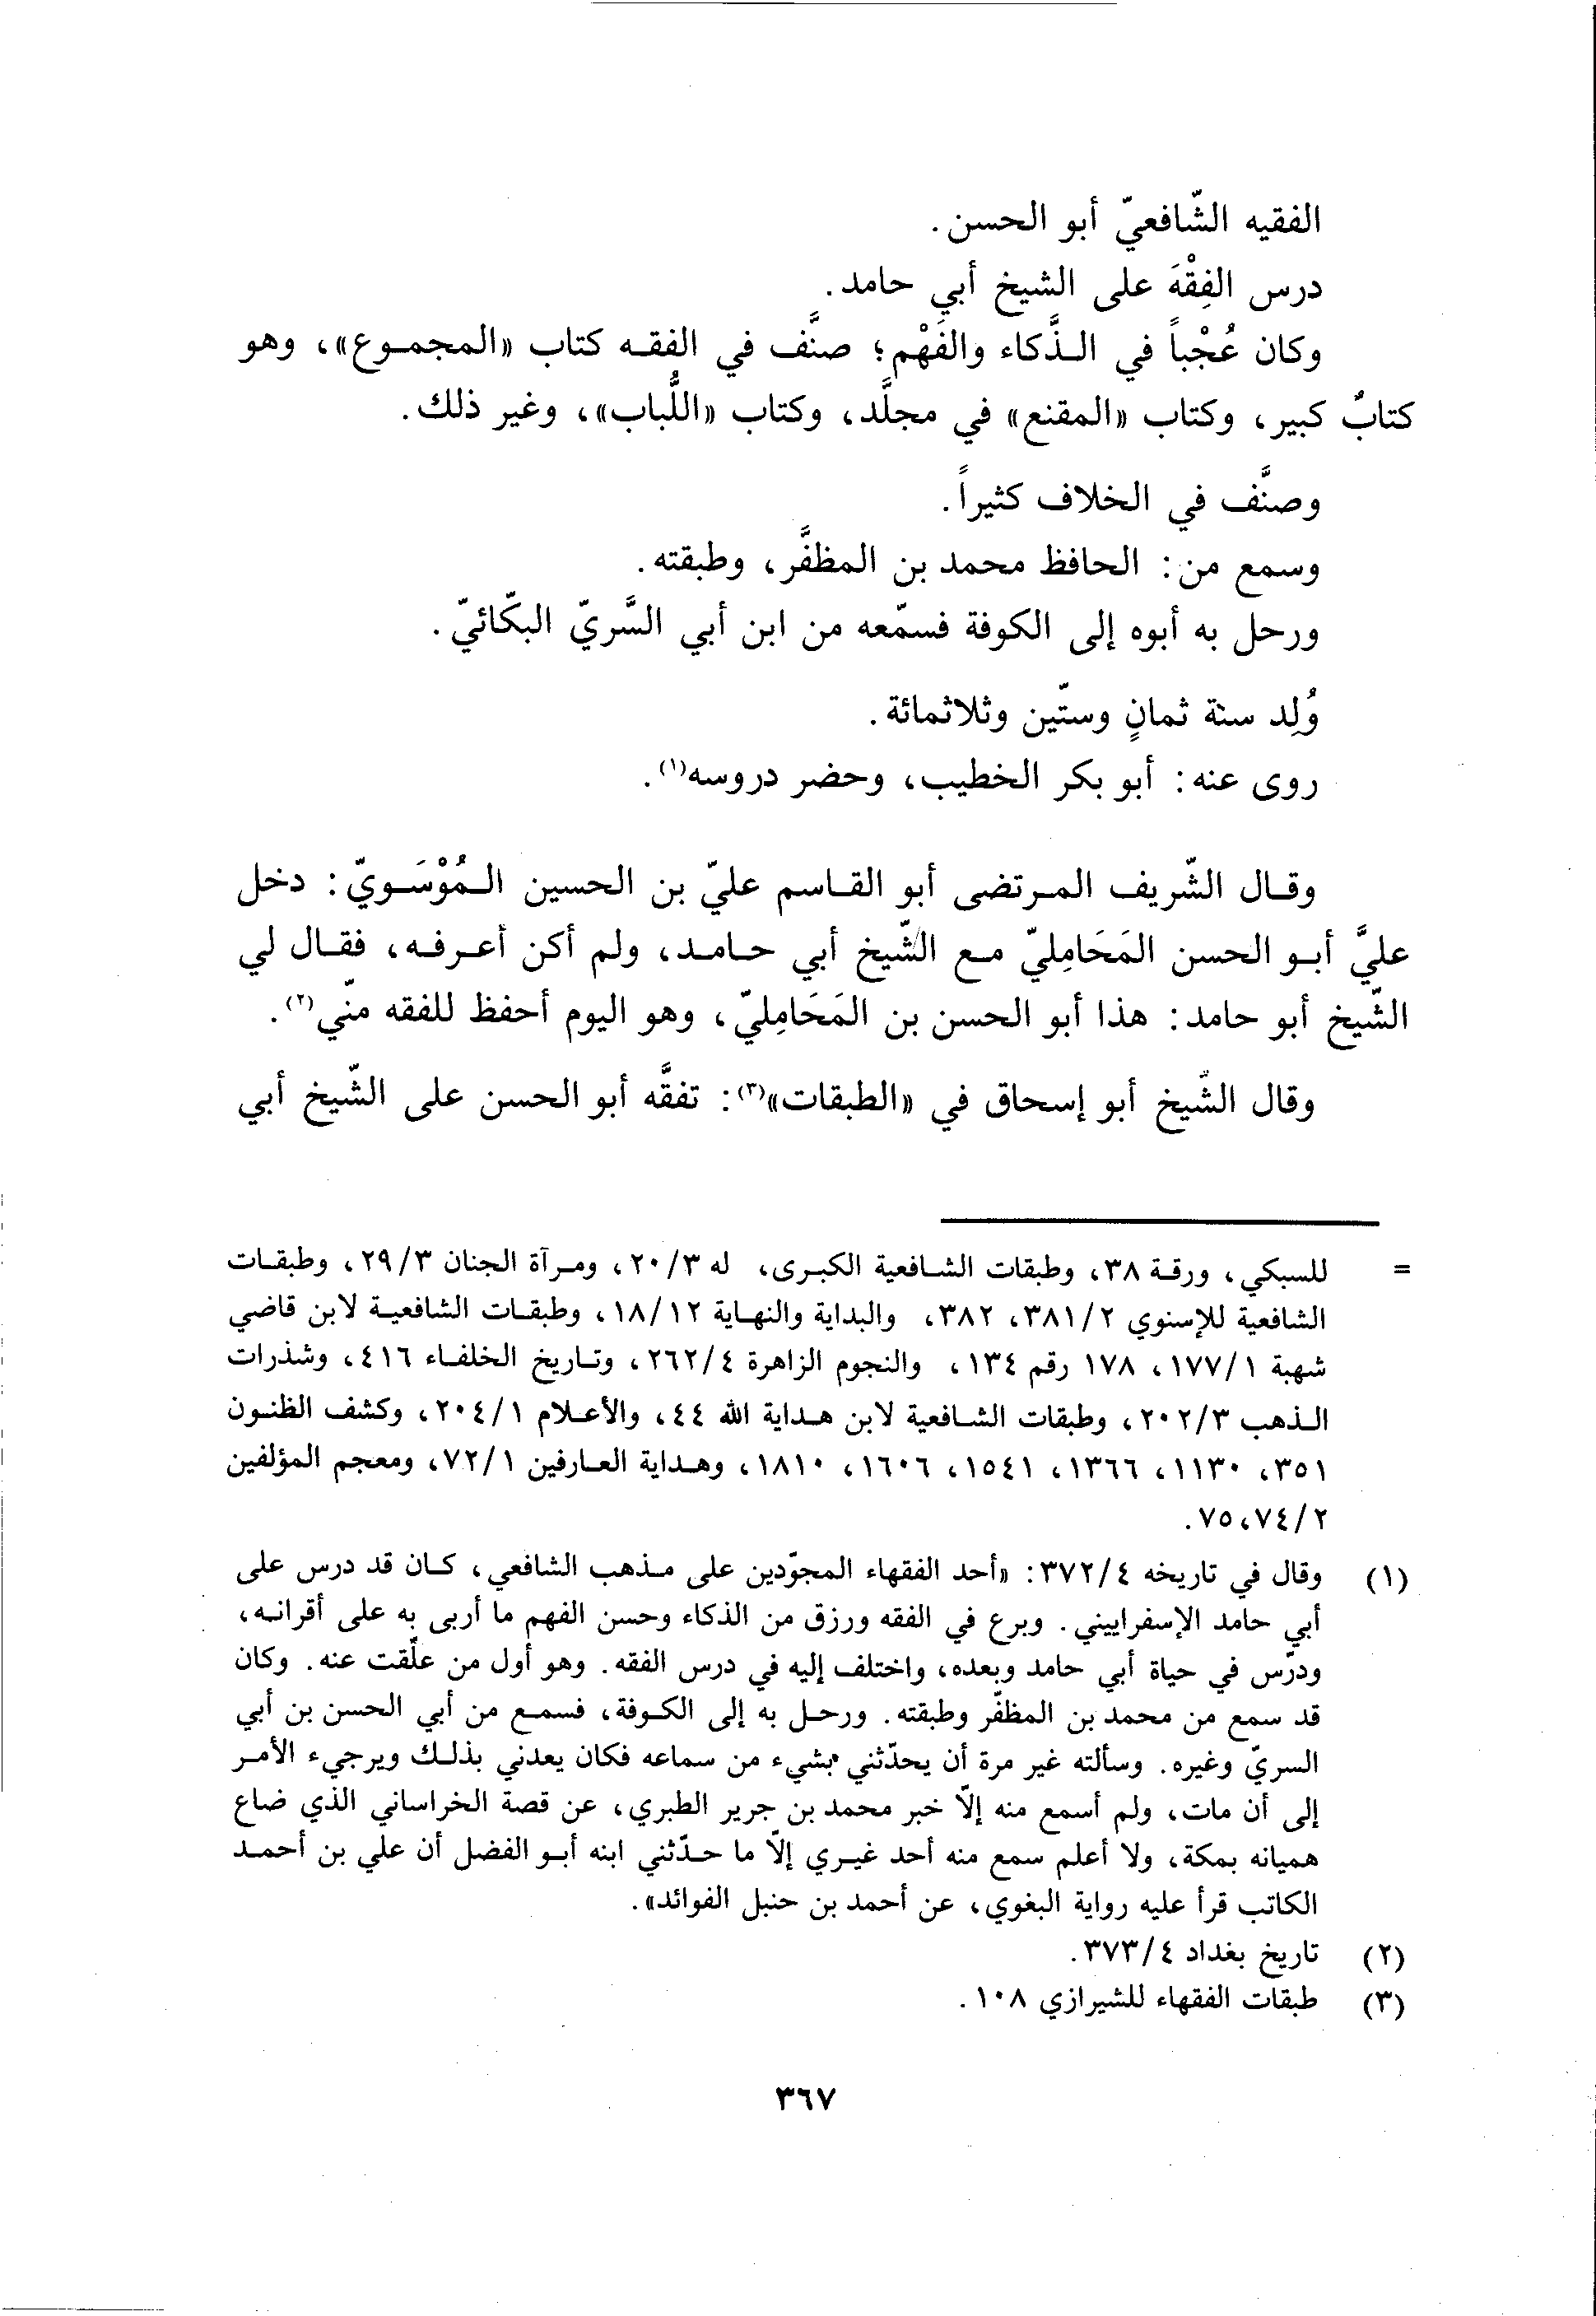 الفقيه الشّافعيّ أبو الحسن.
درس الفِقْهَ على الشيخ أبي حامد.
وكان عُجْباً في الذَّكاء والفَهْم؛ صنَّف في الفقه كتاب «المجموع»، وهو
كتابٌ كبير، وكتاب «المقنع» في مجلَّد، وكتاب «اللُّباب»، وغير ذلك.
وصنَّف في الخلاف كثيراً.
وسمع من: الحافظ محمد بن المظفَّر، وطبقته.
ورحل به أبوه إلى الكوفة فسمّعه من ابن أبي السَّريّ البكّائيّ.
وُلِد سنة ثمانٍ وستّين وثلاثمائة.
روى عنه: أبو بكر الخطيب، وحضر دروسه(١).
وقال الشّريف المرتضى أبو القاسم عليّ بن الحسين المُوْسَويّ: دخل
عليَّ أبو الحسن المَحَامِليّ مع الشّيخ أبي حامد، ولم أكن أعرفه، فقال لي
الشّيخ أبو حامد: هذا أبو الحسن بن المَحَامِليّ، وهو اليوم أحفظ للفقه منّي(٢).
وقال الشّيخ أبو إسحاق في «الطبقات»(٣): تفقَّه أبو الحسن على الشّيخ أبي
= للسبكي، ورقة ٣٨، وطبقات الشافعية الكبرى، له ٢٠/٣، ومرآة الجنان ٢٩/٣، وطبقات
الشافعية للإسنوي ٣٨١/٢، ٣٨٢، والبداية والنهاية ١٨/١٢، وطبقات الشافعية لابن قاضي
شهبة ١٧٧/١، ١٧٨ رقم ١٣٤، والنجوم الزاهرة ٢٦٢/٤، وتاريخ الخلفاء ٤١٦، وشذرات
الذهب ٢٠٢/٣، وطبقات الشافعية لابن هداية الله ٤٤، والأعلام ٢٠٤/١، وكشف الظنون
٣٥١، ١١٣٠، ١٣٦٦، ١٥٤١، ١٦٠٦، ١٨١٠، وهداية العارفين ٧٢/١، ومعجم المؤلفين
٧٤/٢، ٧٥.
(١) وقال في تاريخه ٣٧٢/٤: «أحد الفقهاء المجوّدين على مذهب الشافعي، كان قد درس على
أبي حامد الإسفراييني. وبرع في الفقه ورزق من الذكاء وحسن الفهم ما أربى به على أقرانه،
ودرّس في حياة أبي حامد وبعده، واختلف إليه في درس الفقه. وهو أول من علّقت عنه. وكان
قد سمع من محمد بن المظفّر وطبقته. ورحل به إلى الكوفة، فسمع من أبي الحسن بن أبي
السريّ وغيره. وسألته غير مرة أن يحدّثني بشيء من سماعه فكان يعدني بذلك ويرجيء الأمر
إلى أن مات، ولم أسمع منه إلّا خبر محمد بن جرير الطبري، عن قصة الخراساني الذي ضاع
هميانه بمكة، ولا أعلم سمع منه أحد غيري إلّا ما حدّثني ابنه أبو الفضل أن علي بن أحمد
الكاتب قرأ عليه رواية البغوي، عن أحمد بن حنبل الفوائد».
(٢) تاريخ بغداد ٣٧٣/٤.
(٣) طبقات الفقهاء للشيرازي ١٠٨.
٣٦٧